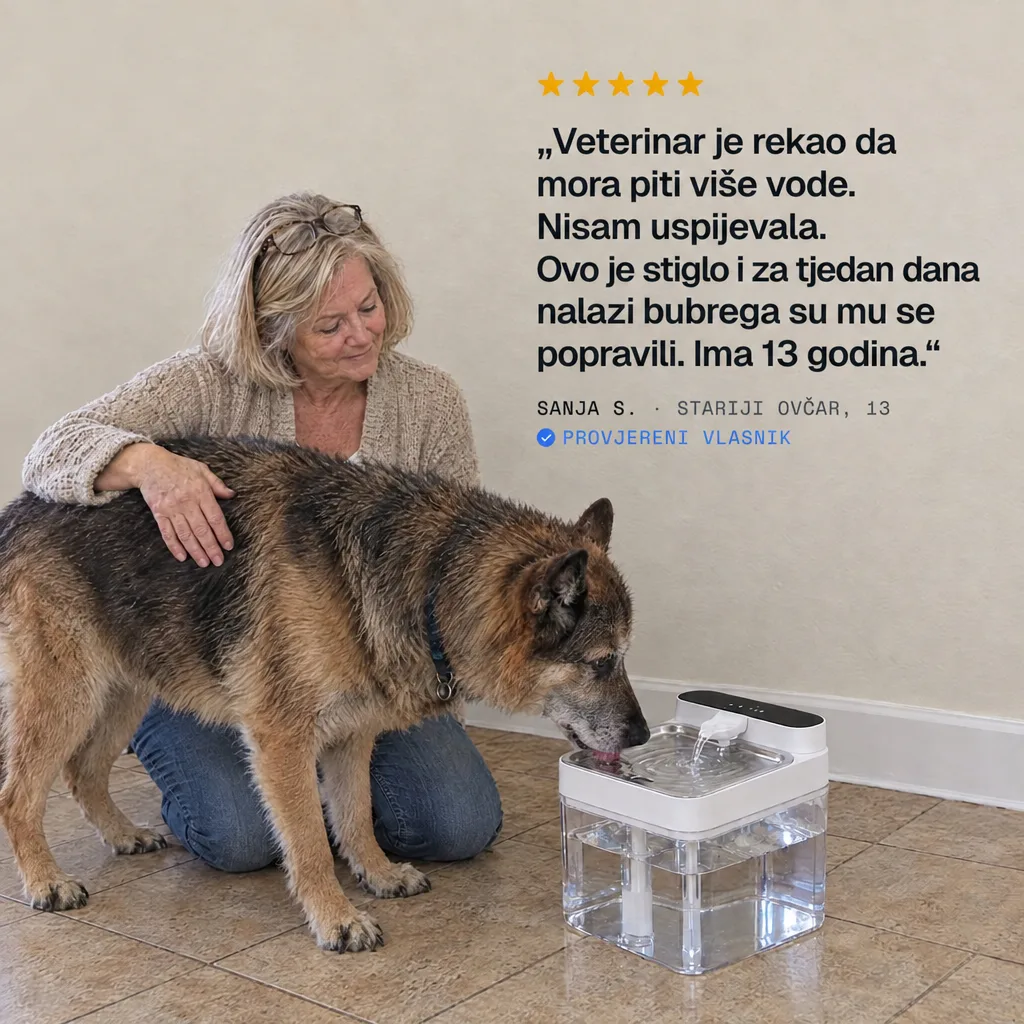 „Veterinar je rekao da
mora piti više vode.
Nisam uspijevala.
Ovo je stiglo i za tjedan dana
nalazi bubrega su mu se
popravili. Ima 13 godina.“
SANJA S. · STARIJI OVČAR, 13
PROVJERENI VLASNIK